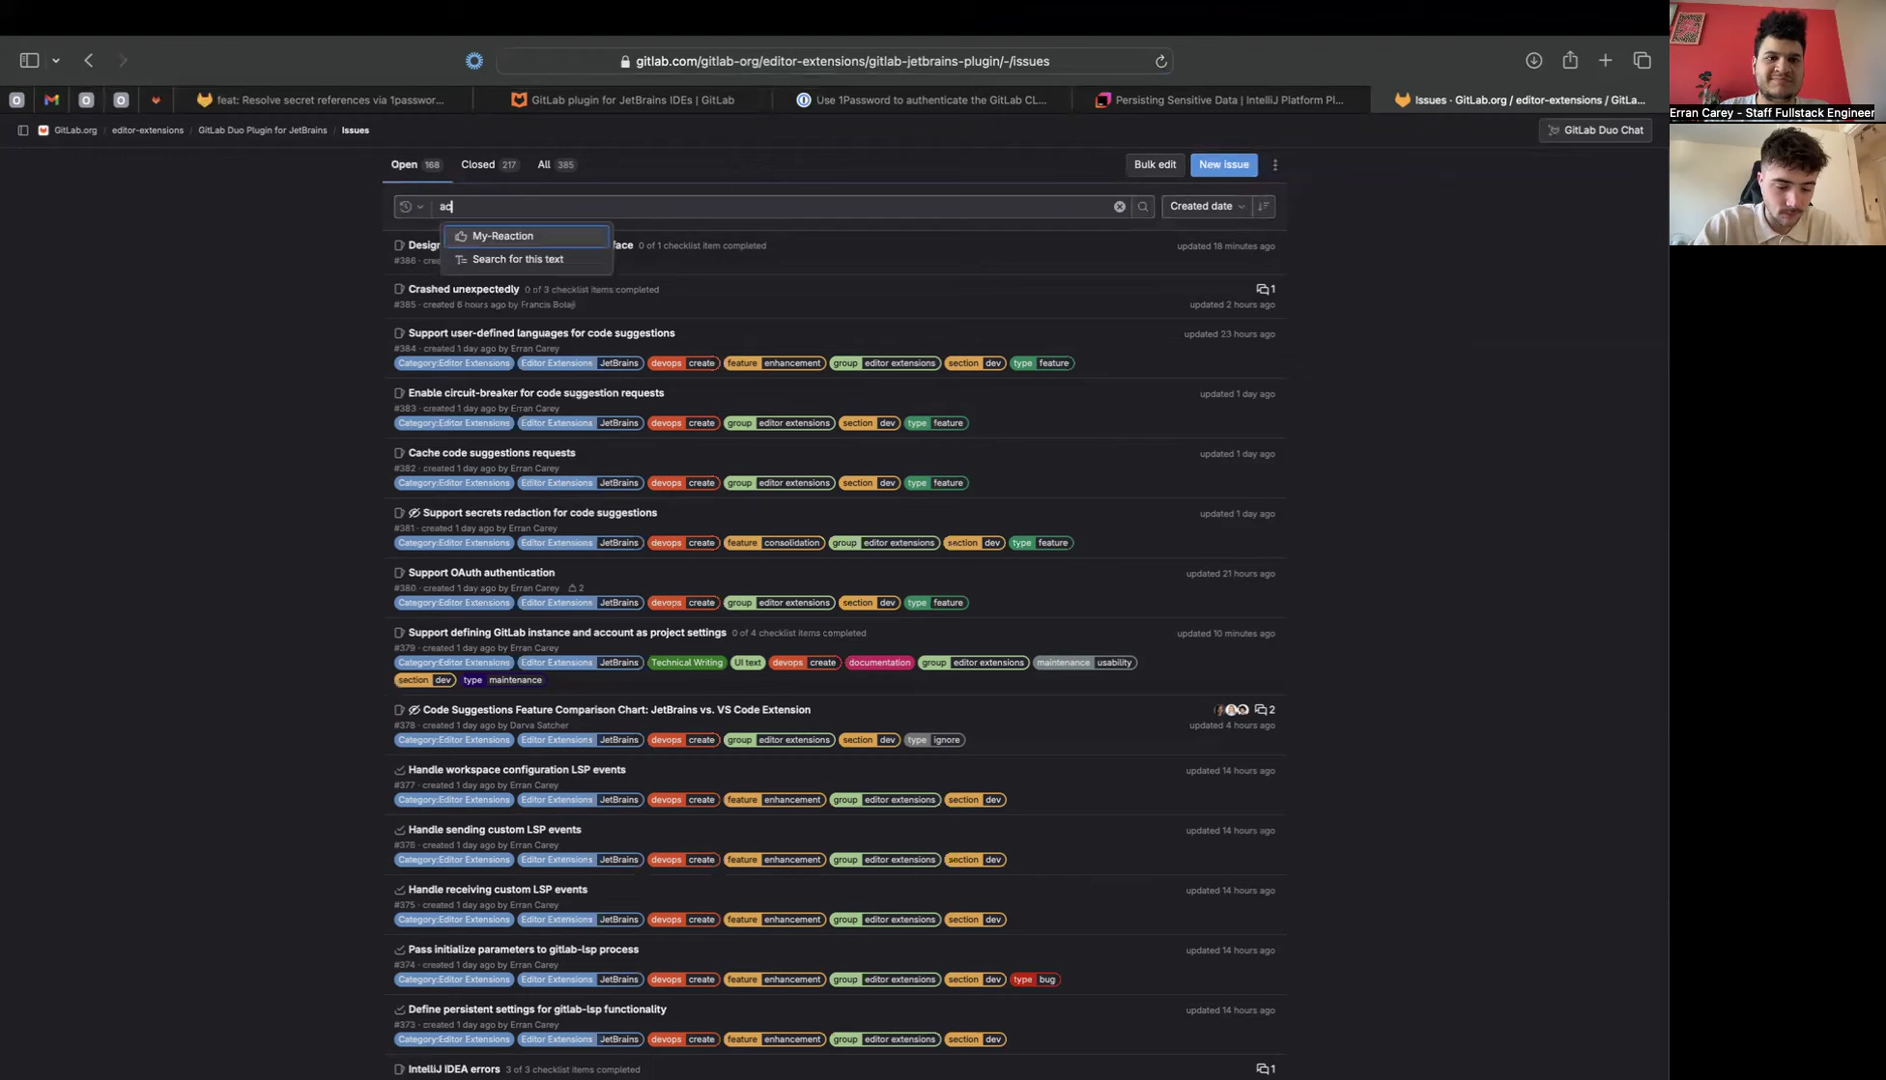 gitlab.com/gitlab-org/editor-extensions/gitlab-jetbrains-plugin/-/issues
feat: Resolve secret references via 1passwor...
GitLab plugin for JetBrains IDEs | GitLab
Use 1Password to authenticate the GitLab CL...
Persisting Sensitive Data | IntelliJ Platform Pl...
Issues · GitLab.org / editor-extensions / GitLa...
Erran Carey - Staff Fullstack Engineer
GitLab.org editor-extensions GitLab Duo Plugin for JetBrains Issues
GitLab Duo Chat
Open 168 Closed 217 All 385
Bulk edit New issue
ac
Created date
My-Reaction
Search for this text
Design
face 0 of 1 checklist item completed updated 18 minutes ago
#386 ·
Crashed unexpectedly 0 of 3 checklist items completed 1
#385 · created 6 hours ago by Francis Bolaji updated 2 hours ago
Support user-defined languages for code suggestions updated 23 hours ago
#384 · created 1 day ago by Erran Carey
Category:Editor Extensions Editor Extensions JetBrains devops create feature enhancement group editor extensions section dev type feature
Enable circuit-breaker for code suggestion requests updated 1 day ago
#383 · created 1 day ago by Erran Carey
Category:Editor Extensions Editor Extensions JetBrains devops create group editor extensions section dev type feature
Cache code suggestions requests updated 1 day ago
#382 · created 1 day ago by Erran Carey
Category:Editor Extensions Editor Extensions JetBrains devops create group editor extensions section dev type feature
Support secrets redaction for code suggestions updated 1 day ago
#381 · created 1 day ago by Erran Carey
Category:Editor Extensions Editor Extensions JetBrains devops create feature consolidation group editor extensions section dev type feature
Support OAuth authentication updated 21 hours ago
#380 · created 1 day ago by Erran Carey 2
Category:Editor Extensions Editor Extensions JetBrains devops create group editor extensions section dev type feature
Support defining GitLab instance and account as project settings 0 of 4 checklist items completed updated 10 minutes ago
#379 · created 1 day ago by Erran Carey
Category:Editor Extensions Editor Extensions JetBrains Technical Writing UI text devops create documentation group editor extensions maintenance usability
section dev type maintenance
Code Suggestions Feature Comparison Chart: JetBrains vs. VS Code Extension 2
#378 · created 1 day ago by Darva Satcher updated 4 hours ago
Category:Editor Extensions Editor Extensions JetBrains devops create group editor extensions section dev type ignore
Handle workspace configuration LSP events updated 14 hours ago
#377 · created 1 day ago by Erran Carey
Category:Editor Extensions Editor Extensions JetBrains devops create feature enhancement group editor extensions section dev
Handle sending custom LSP events updated 14 hours ago
#376 · created 1 day ago by Erran Carey
Category:Editor Extensions Editor Extensions JetBrains devops create feature enhancement group editor extensions section dev
Handle receiving custom LSP events updated 14 hours ago
#375 · created 1 day ago by Erran Carey
Category:Editor Extensions Editor Extensions JetBrains devops create feature enhancement group editor extensions section dev
Pass initialize parameters to gitlab-lsp process updated 14 hours ago
#374 · created 1 day ago by Erran Carey
Category:Editor Extensions Editor Extensions JetBrains devops create feature enhancement group editor extensions section dev type bug
Define persistent settings for gitlab-lsp functionality updated 14 hours ago
#373 · created 1 day ago by Erran Carey
Category:Editor Extensions Editor Extensions JetBrains devops create feature enhancement group editor extensions section dev
IntelliJ IDEA errors 3 of 3 checklist items completed 1